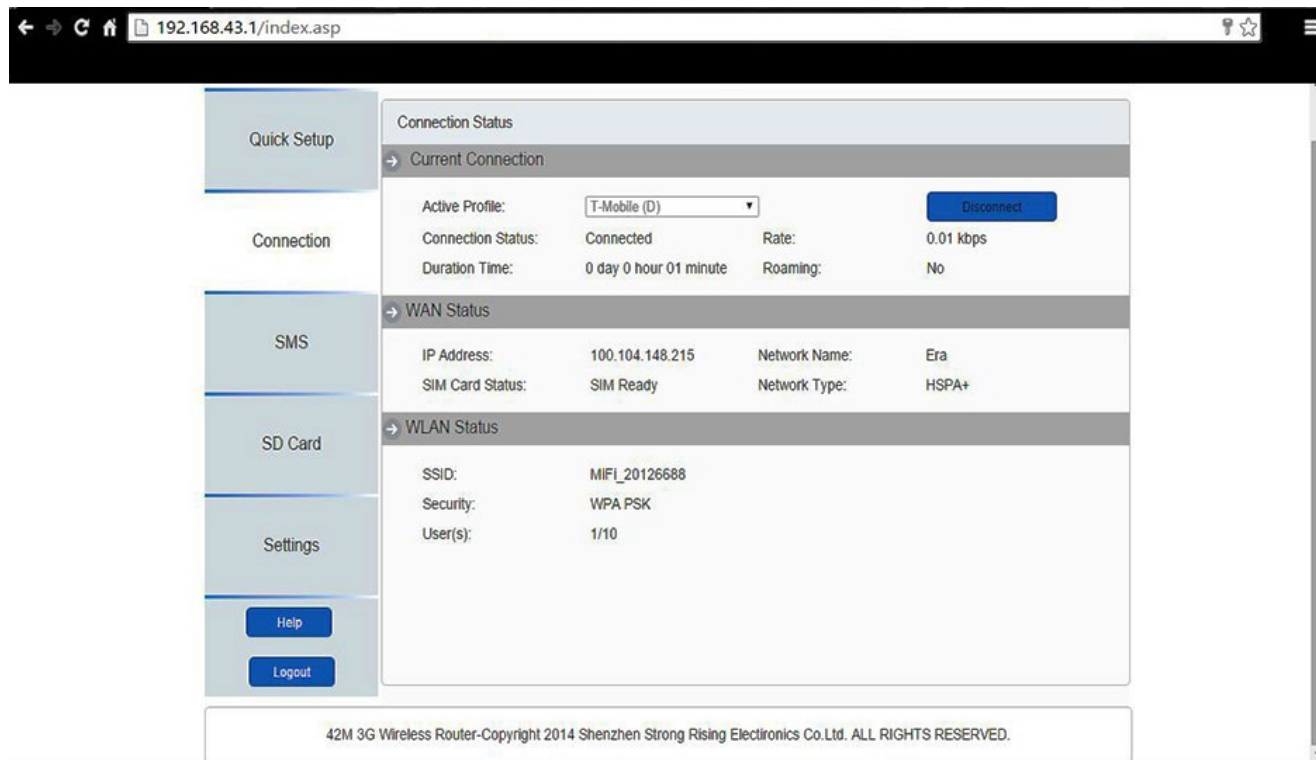 192.168.43.1/index.asp
Quick Setup
Connection
SMS
SD Card
Settings
Help
Logout
Connection Status
Current Connection
Active Profile: T-Mobile (D) Disconnect
Connection Status: Connected Rate: 0.01 kbps
Duration Time: 0 day 0 hour 01 minute Roaming: No
WAN Status
IP Address: 100.104.148.215 Network Name: Era
SIM Card Status: SIM Ready Network Type: HSPA+
WLAN Status
SSID: MIFI_20126688
Security: WPA PSK
User(s): 1/10
42M 3G Wireless Router-Copyright 2014 Shenzhen Strong Rising Electironics Co.Ltd. ALL RIGHTS RESERVED.